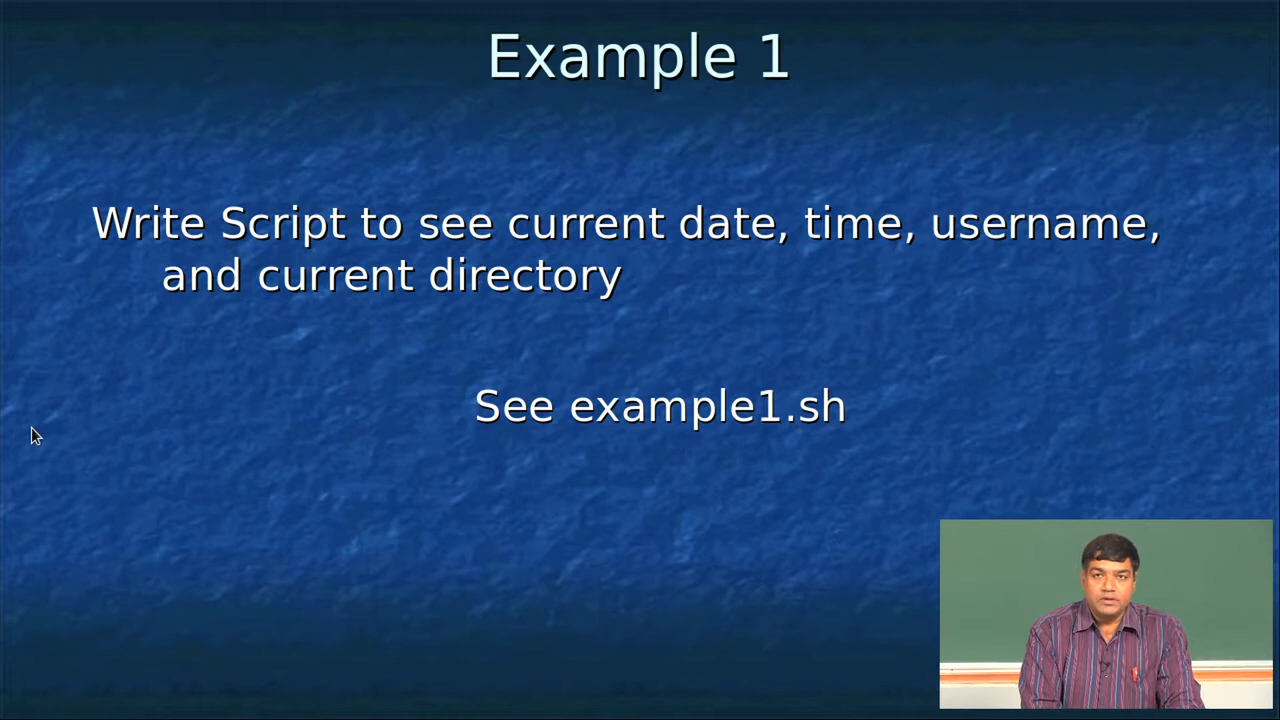 Example 1
Write Script to see current date, time, username,
and current directory
See example1.sh